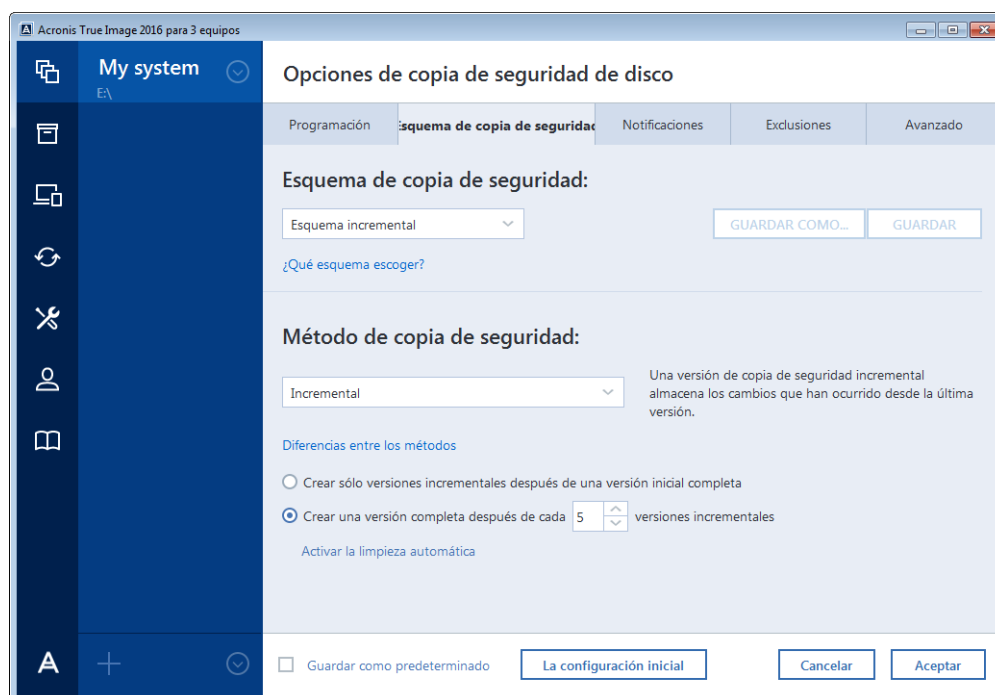 Acronis True Image 2016 para 3 equipos
My system
E:\
Opciones de copia de seguridad de disco
Programación
Esquema de copia de seguridad
Notificaciones
Exclusiones
Avanzado
Esquema de copia de seguridad:
Esquema incremental
GUARDAR COMO...
GUARDAR
¿Qué esquema escoger?
Método de copia de seguridad:
Incremental
Una versión de copia de seguridad incremental
almacena los cambios que han ocurrido desde la última
versión.
Diferencias entre los métodos
Crear sólo versiones incrementales después de una versión inicial completa
Crear una versión completa después de cada 5 versiones incrementales
Activar la limpieza automática
Guardar como predeterminado
La configuración inicial
Cancelar
Aceptar